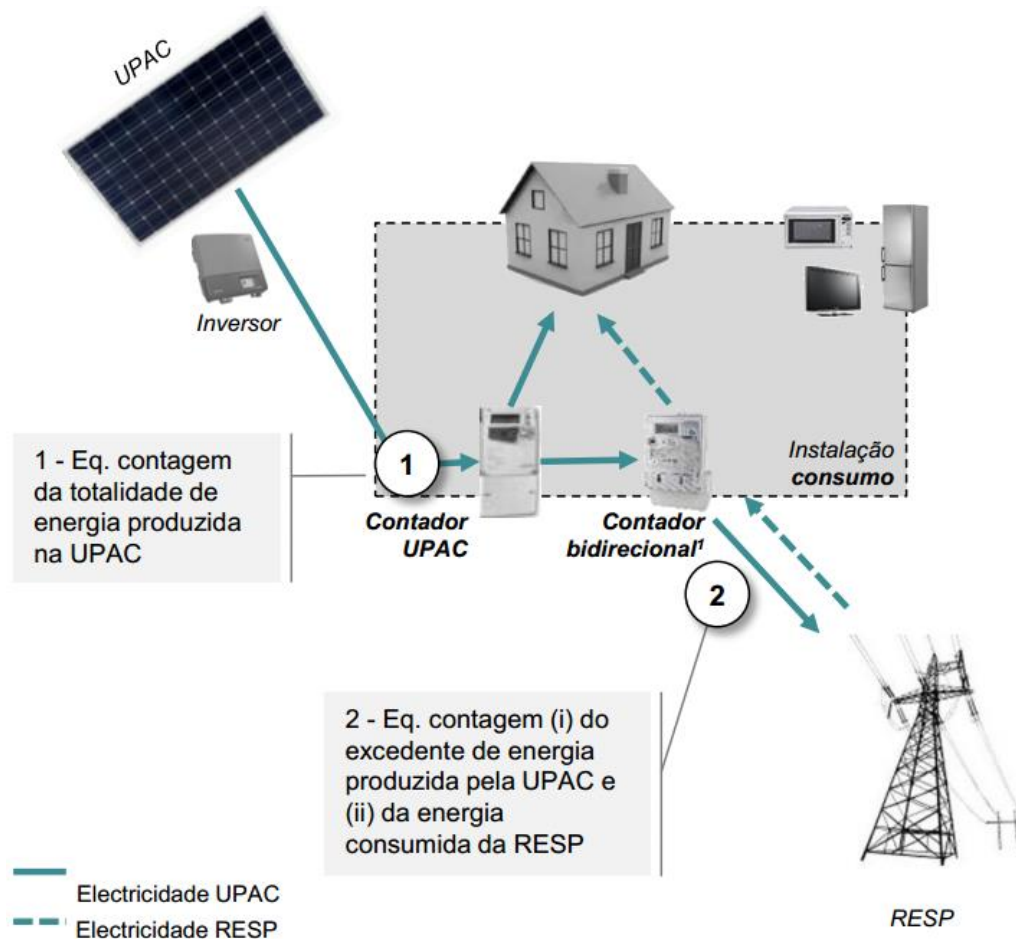 UPAC
Inversor
1 - Eq. contagem
da totalidade de
energia produzida
na UPAC
1
Contador
UPAC
Contador
bidirecional¹
Instalação
consumo
2
2 - Eq. contagem (i) do
excedente de energia
produzida pela UPAC e
(ii) da energia
consumida da RESP
Electricidade UPAC
Electricidade RESP
RESP